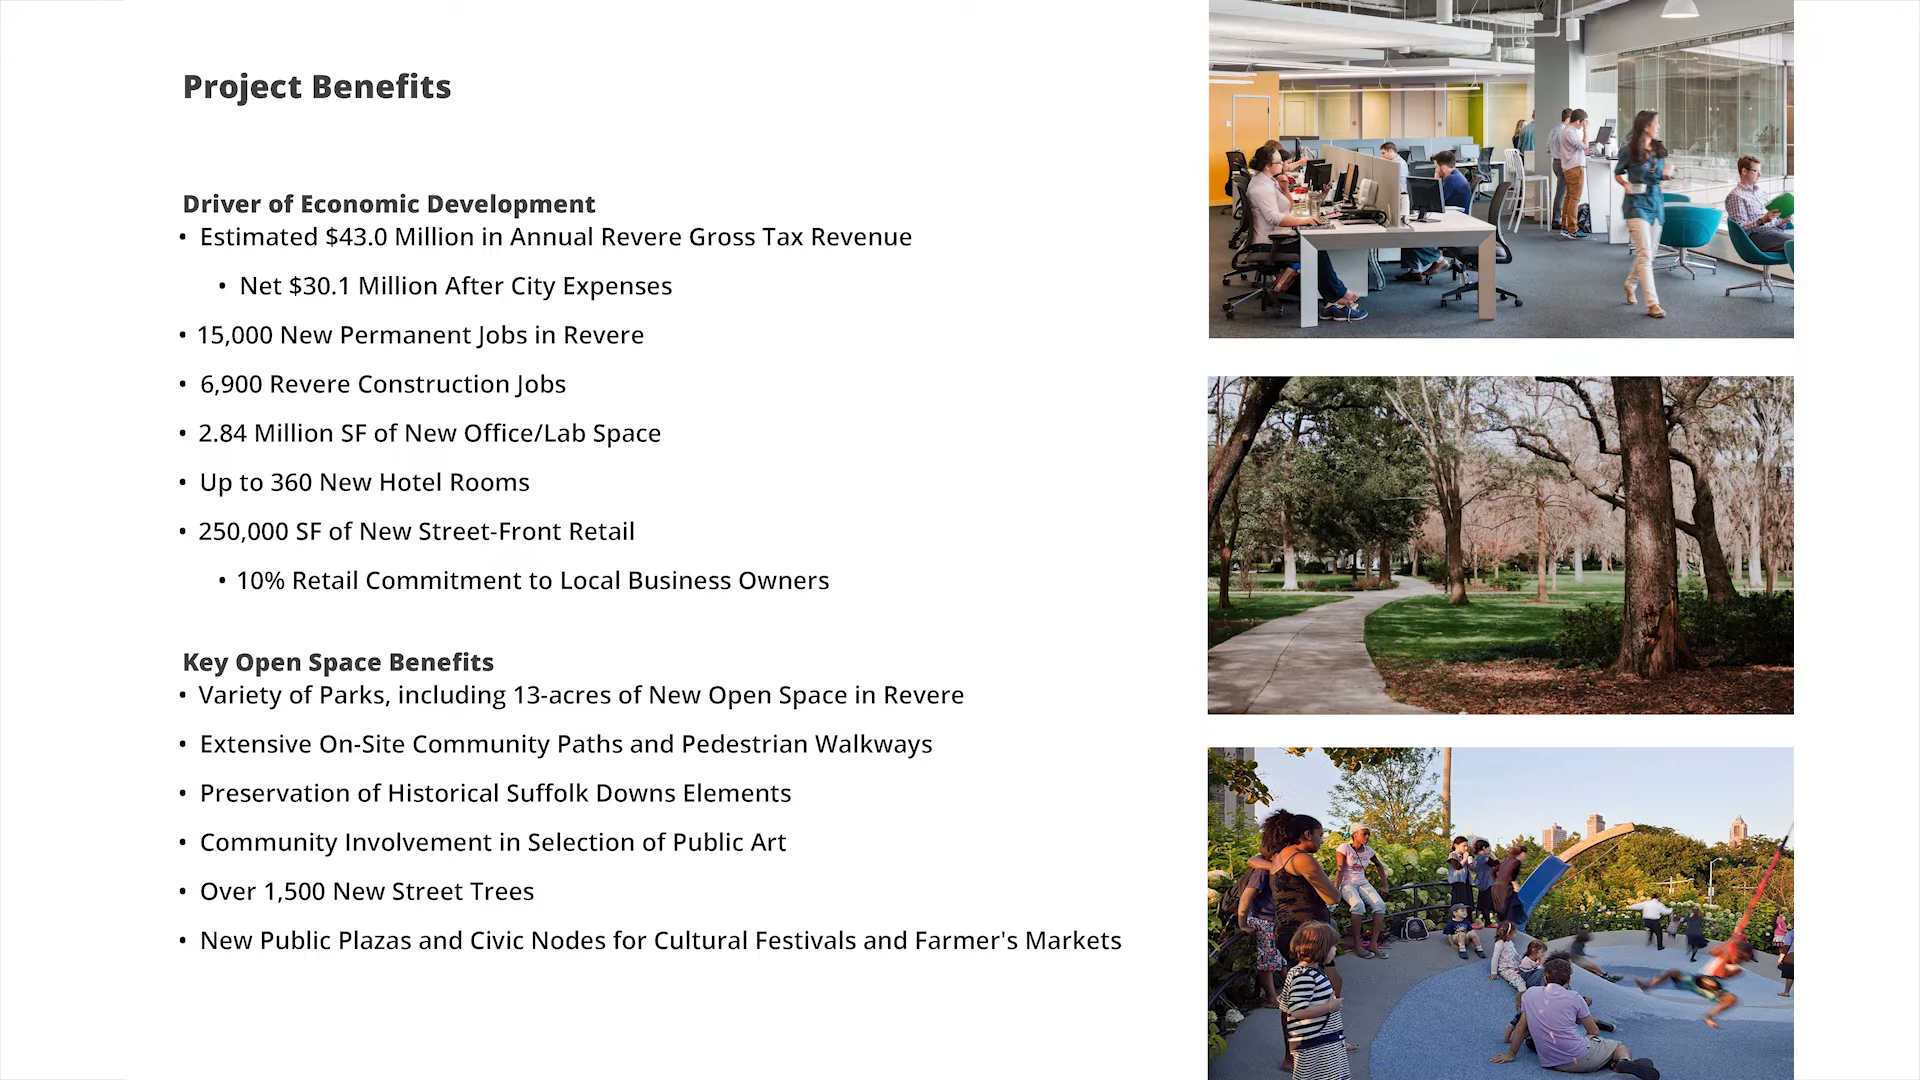 Project Benefits
Driver of Economic Development
• Estimated $43.0 Million in Annual Revere Gross Tax Revenue
• Net $30.1 Million After City Expenses
• 15,000 New Permanent Jobs in Revere
• 6,900 Revere Construction Jobs
• 2.84 Million SF of New Office/Lab Space
• Up to 360 New Hotel Rooms
• 250,000 SF of New Street-Front Retail
• 10% Retail Commitment to Local Business Owners
Key Open Space Benefits
• Variety of Parks, including 13-acres of New Open Space in Revere
• Extensive On-Site Community Paths and Pedestrian Walkways
• Preservation of Historical Suffolk Downs Elements
• Community Involvement in Selection of Public Art
• Over 1,500 New Street Trees
• New Public Plazas and Civic Nodes for Cultural Festivals and Farmer's Markets